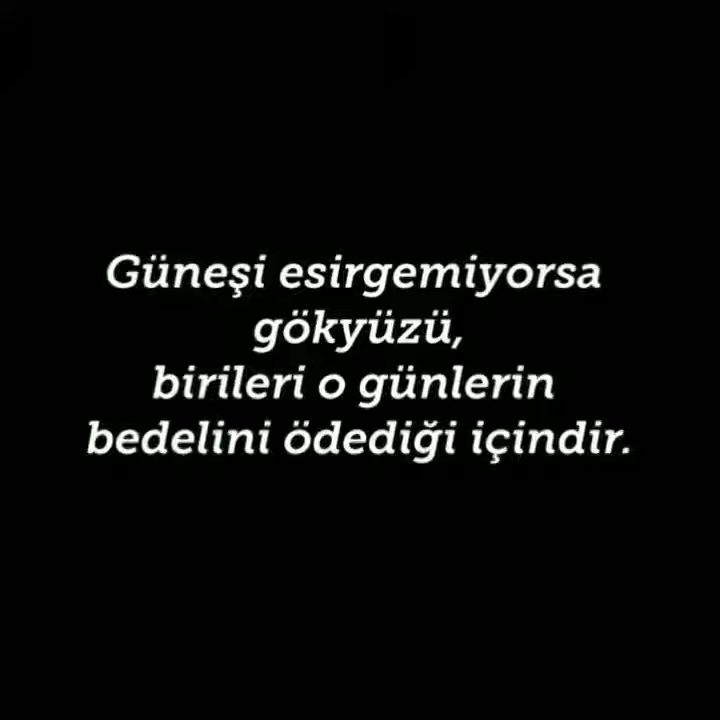 Güneşi esirgemiyorsa
gökyüzü,
birileri o günlerin
bedelini ödediği içindir.